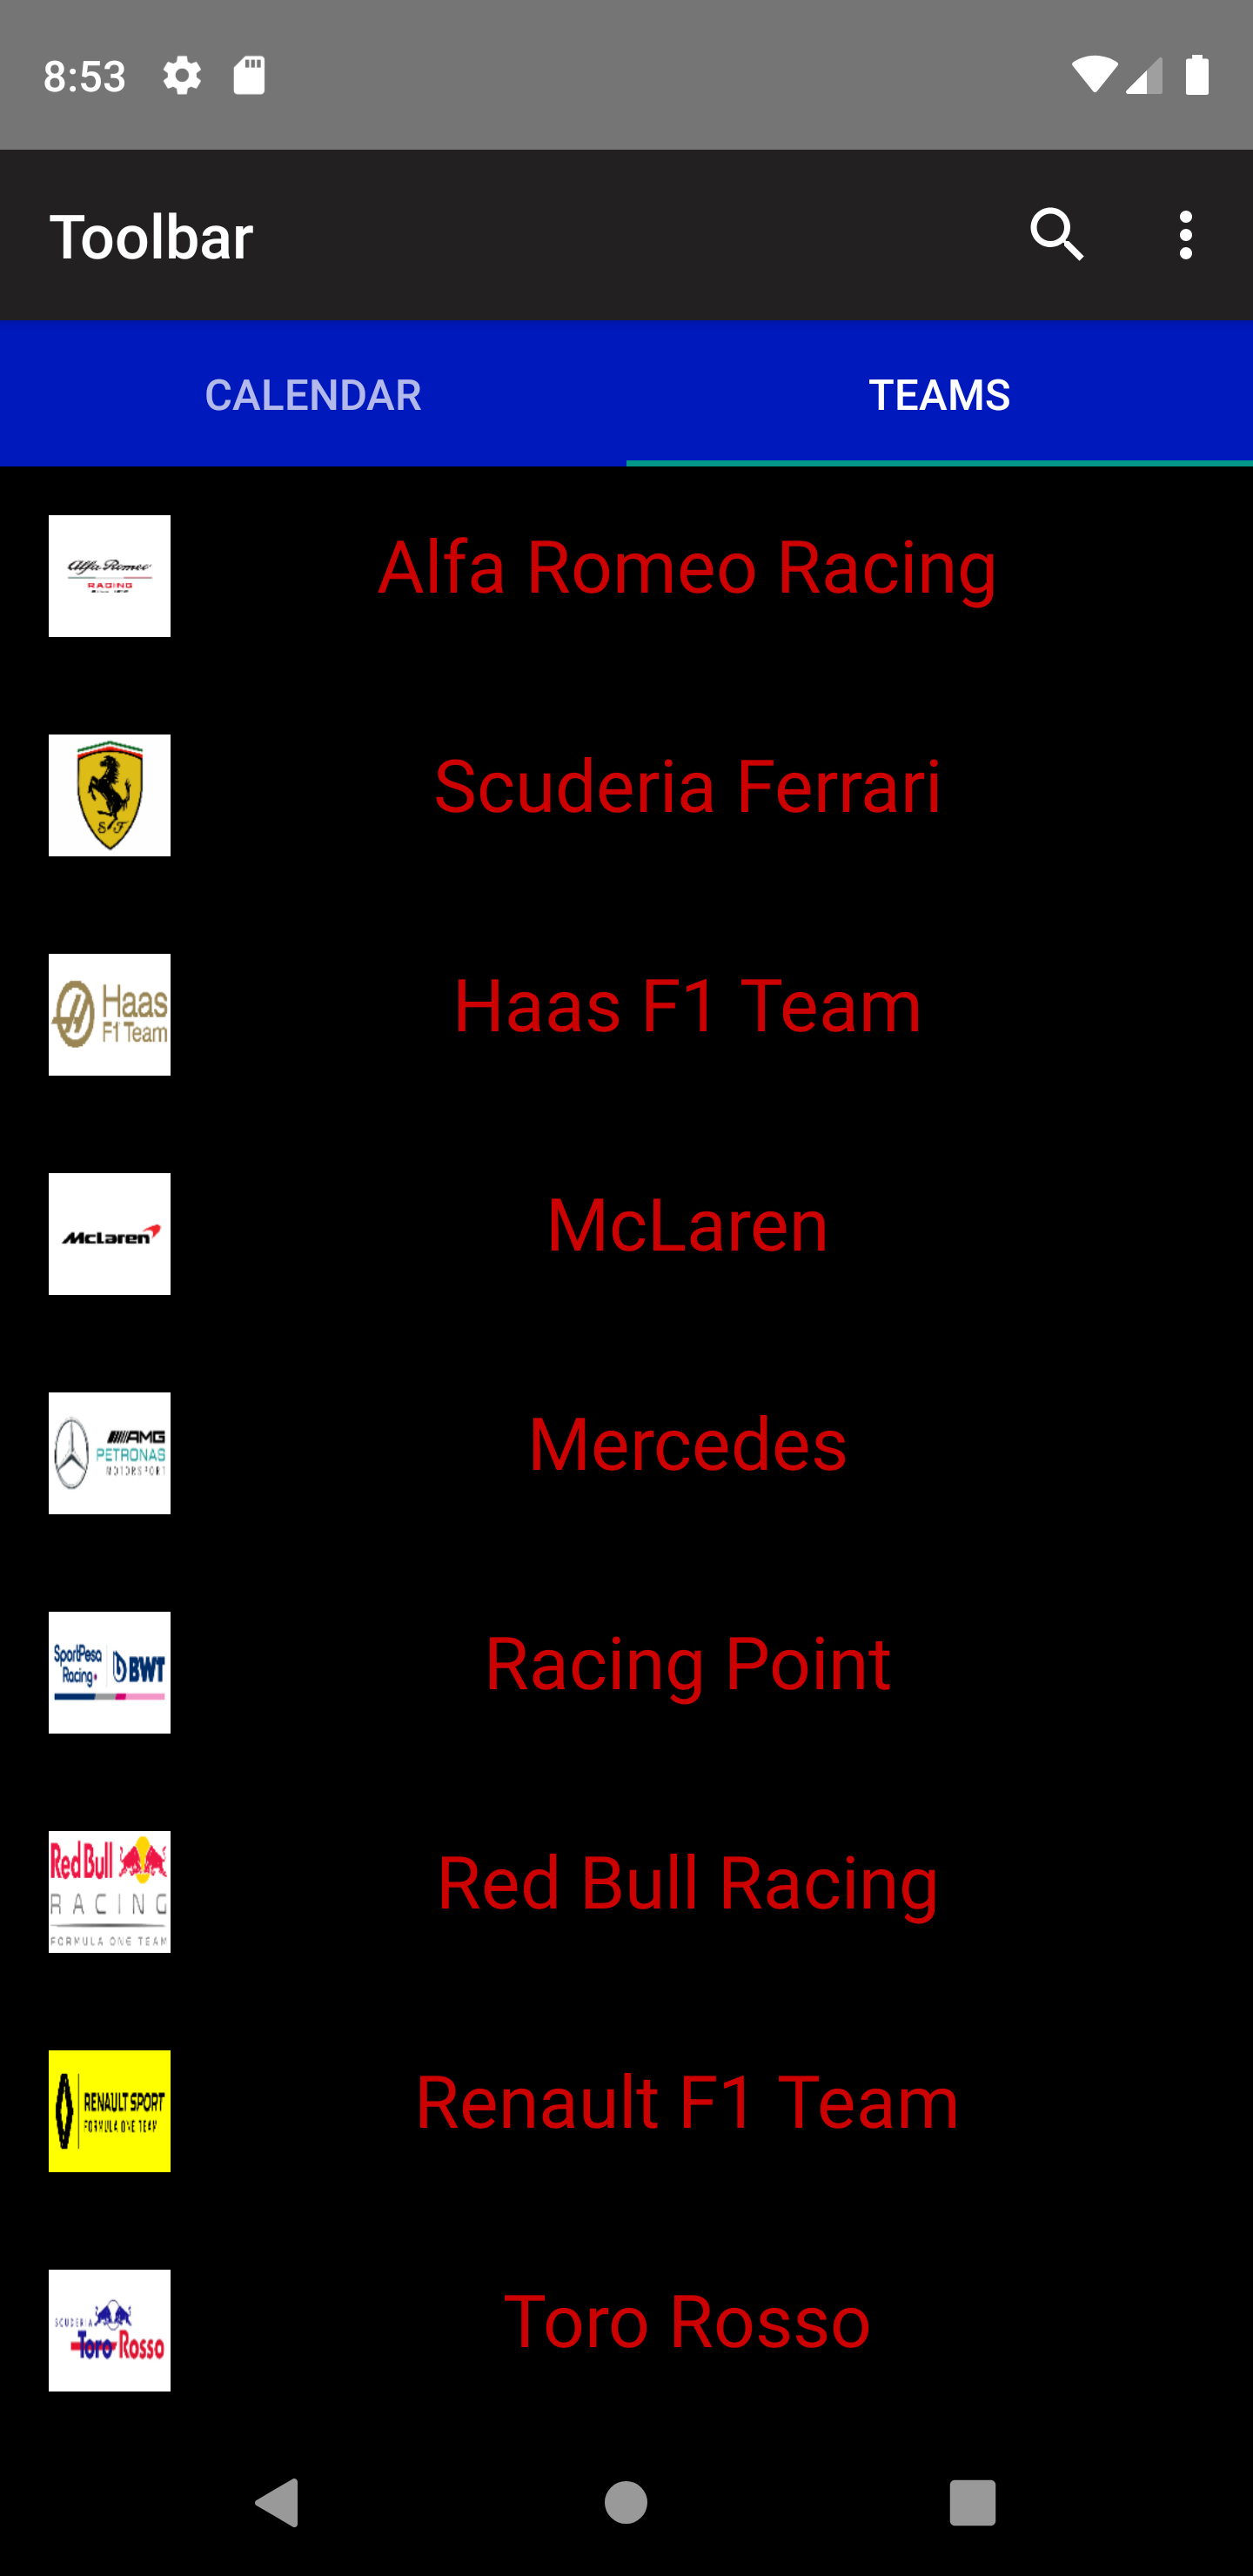 8:53
Toolbar
CALENDAR
TEAMS
Alfa Romeo
RACING
Alfa Romeo Racing
S F
Scuderia Ferrari
Haas
F1 Team
Haas F1 Team
McLaren
McLaren
AMG
PETRONAS
MOTORSPORT
Mercedes
SportPesa
Racing
BWT
Racing Point
Red Bull
RACING
FORMULA ONE TEAM
Red Bull Racing
RENAULT SPORT
FORMULA ONE TEAM
Renault F1 Team
SCUDERIA
Toro Rosso
Toro Rosso